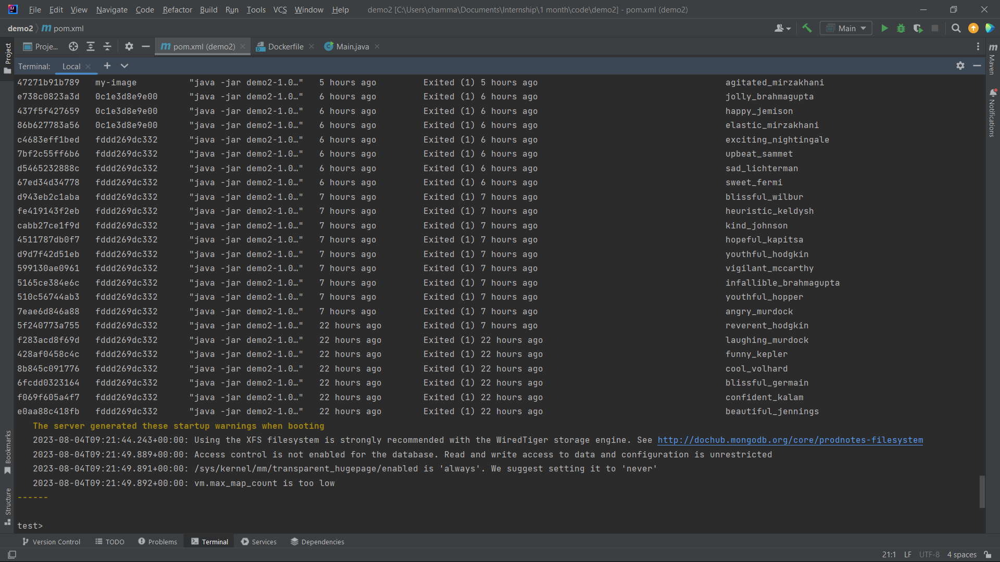 File Edit View Navigate Code Refactor Build Run Tools VCS Window Help demo2 [C:\Users\chamma\Documents\Internship\1 month\code\demo2] - pom.xml (demo2)
demo2 pom.xml Main
Project Proje... pom.xml (demo2) Dockerfile Main.java Maven
Terminal: Local
47271b91b789 my-image "java -jar demo2-1.0…" 5 hours ago Exited (1) 5 hours ago agitated_mirzakhani
e738c0823a3d 0c1e3d8e9e00 "java -jar demo2-1.0…" 6 hours ago Exited (1) 6 hours ago jolly_brahmagupta
437f5f427659 0c1e3d8e9e00 "java -jar demo2-1.0…" 6 hours ago Exited (1) 6 hours ago happy_jemison
86b627783a56 0c1e3d8e9e00 "java -jar demo2-1.0…" 6 hours ago Exited (1) 6 hours ago elastic_mirzakhani
c4683eff1bed fddd269dc332 "java -jar demo2-1.0…" 6 hours ago Exited (1) 6 hours ago exciting_nightingale
7bf2c55ff6b6 fddd269dc332 "java -jar demo2-1.0…" 6 hours ago Exited (1) 6 hours ago upbeat_sammet
d5465232888c fddd269dc332 "java -jar demo2-1.0…" 6 hours ago Exited (1) 6 hours ago sad_lichterman
67ed34d34778 fddd269dc332 "java -jar demo2-1.0…" 6 hours ago Exited (1) 6 hours ago sweet_fermi
d943eb2c1aba fddd269dc332 "java -jar demo2-1.0…" 7 hours ago Exited (1) 7 hours ago blissful_wilbur
fe419143f2eb fddd269dc332 "java -jar demo2-1.0…" 7 hours ago Exited (1) 7 hours ago heuristic_keldysh
cabb27ce1f9d fddd269dc332 "java -jar demo2-1.0…" 7 hours ago Exited (1) 7 hours ago kind_johnson
4511787db0f7 fddd269dc332 "java -jar demo2-1.0…" 7 hours ago Exited (1) 7 hours ago hopeful_kapitsa
d9d7f42d51eb fddd269dc332 "java -jar demo2-1.0…" 7 hours ago Exited (1) 7 hours ago youthful_hodgkin
599130ae0961 fddd269dc332 "java -jar demo2-1.0…" 7 hours ago Exited (1) 7 hours ago vigilant_mccarthy
5165ce384e6c fddd269dc332 "java -jar demo2-1.0…" 7 hours ago Exited (1) 7 hours ago infallible_brahmagupta
510c56744ab3 fddd269dc332 "java -jar demo2-1.0…" 7 hours ago Exited (1) 7 hours ago youthful_hopper
7eae6d846a88 fddd269dc332 "java -jar demo2-1.0…" 7 hours ago Exited (1) 7 hours ago angry_murdock
5f240773a755 fddd269dc332 "java -jar demo2-1.0…" 22 hours ago Exited (1) 7 hours ago reverent_hodgkin
f283acd8f69d fddd269dc332 "java -jar demo2-1.0…" 22 hours ago Exited (1) 22 hours ago laughing_murdock
428af0458c4c fddd269dc332 "java -jar demo2-1.0…" 22 hours ago Exited (1) 22 hours ago funny_kepler
8b845c091776 fddd269dc332 "java -jar demo2-1.0…" 22 hours ago Exited (1) 22 hours ago cool_volhard
6fcdd0323164 fddd269dc332 "java -jar demo2-1.0…" 22 hours ago Exited (1) 22 hours ago blissful_germain
f069f605a4f7 fddd269dc332 "java -jar demo2-1.0…" 22 hours ago Exited (1) 22 hours ago confident_kalam
e0aa88c418fb fddd269dc332 "java -jar demo2-1.0…" 22 hours ago Exited (1) 22 hours ago beautiful_jennings
The server generated these startup warnings when booting
2023-08-04T09:21:44.243+00:00: Using the XFS filesystem is strongly recommended with the WiredTiger storage engine. See http://dochub.mongodb.org/core/prodnotes-filesystem
2023-08-04T09:21:49.889+00:00: Access control is not enabled for the database. Read and write access to data and configuration is unrestricted
2023-08-04T09:21:49.891+00:00: /sys/kernel/mm/transparent_hugepage/enabled is 'always'. We suggest setting it to 'never'
2023-08-04T09:21:49.892+00:00: vm.max_map_count is too low
------
test>
Notifications
Bookmarks
Structure
Version Control TODO Problems Terminal Services Dependencies
21:1 LF UTF-8 4 spaces